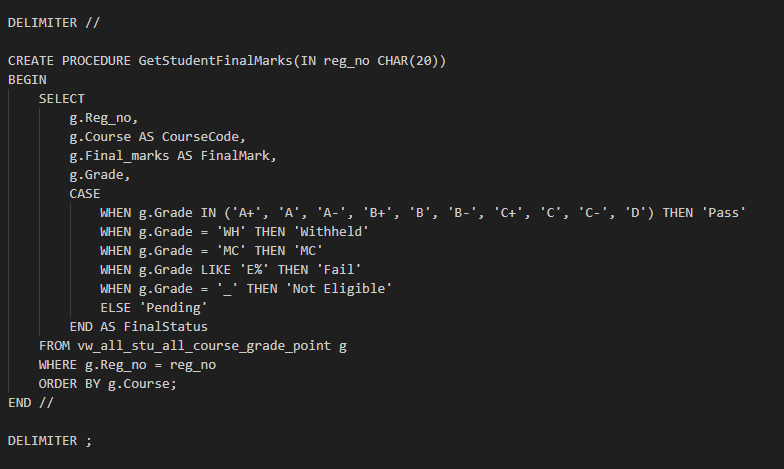 DELIMITER //
CREATE PROCEDURE GetStudentFinalMarks(IN reg_no CHAR(20))
BEGIN
    SELECT
        g.Reg_no,
        g.Course AS CourseCode,
        g.Final_marks AS FinalMark,
        g.Grade,
        CASE
            WHEN g.Grade IN ('A+', 'A', 'A-', 'B+', 'B', 'B-', 'C+', 'C', 'C-', 'D') THEN 'Pass'
            WHEN g.Grade = 'WH' THEN 'Withheld'
            WHEN g.Grade = 'MC' THEN 'MC'
            WHEN g.Grade LIKE 'E%' THEN 'Fail'
            WHEN g.Grade = '_' THEN 'Not Eligible'
            ELSE 'Pending'
        END AS FinalStatus
    FROM vw_all_stu_all_course_grade_point g
    WHERE g.Reg_no = reg_no
    ORDER BY g.Course;
END //
DELIMITER ;